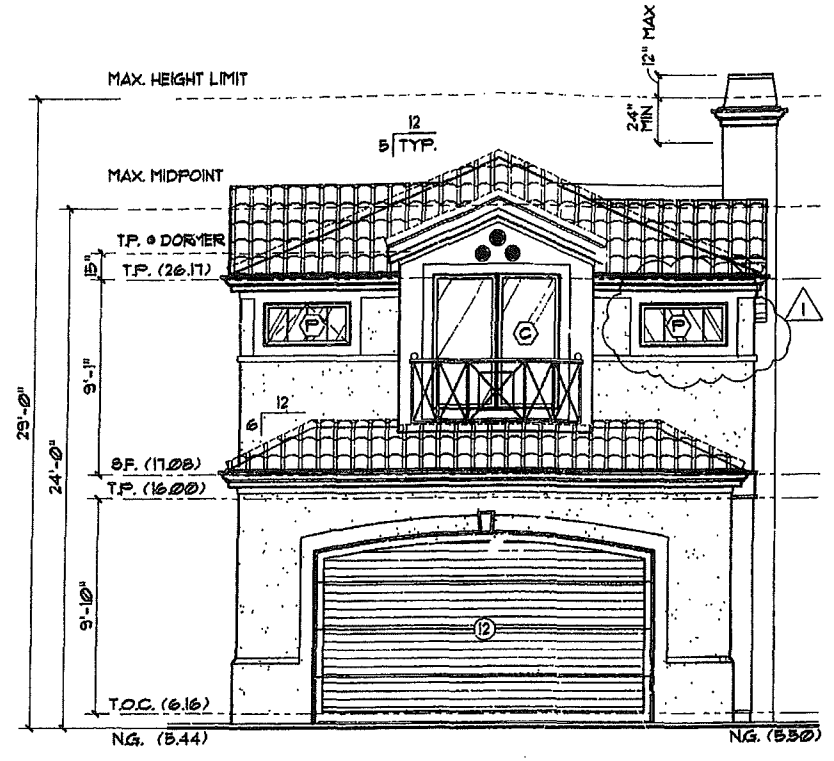 12" MAX
MAX. HEIGHT LIMIT
24" MIN
12
5 TYP.
MAX. MIDPOINT
T.P. @ DORMER
15"
T.P. (26.17)
P
C
P
1
9'-1"
12
6
29'-0"
24'-0"
S.F. (17.08)
T.P. (16.00)
9'-10"
12
T.O.C. (6.16)
N.G. (5.44)
N.G. (5.50)